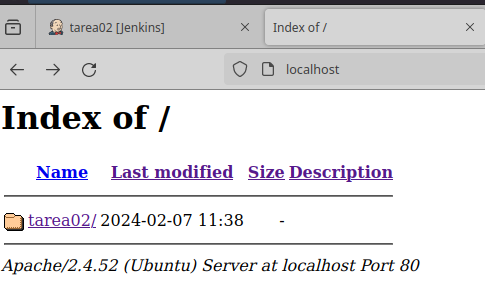 tarea02 [Jenkins]
Index of /
localhost
Index of /
Name Last modified Size Description
tarea02/ 2024-02-07 11:38 -
Apache/2.4.52 (Ubuntu) Server at localhost Port 80